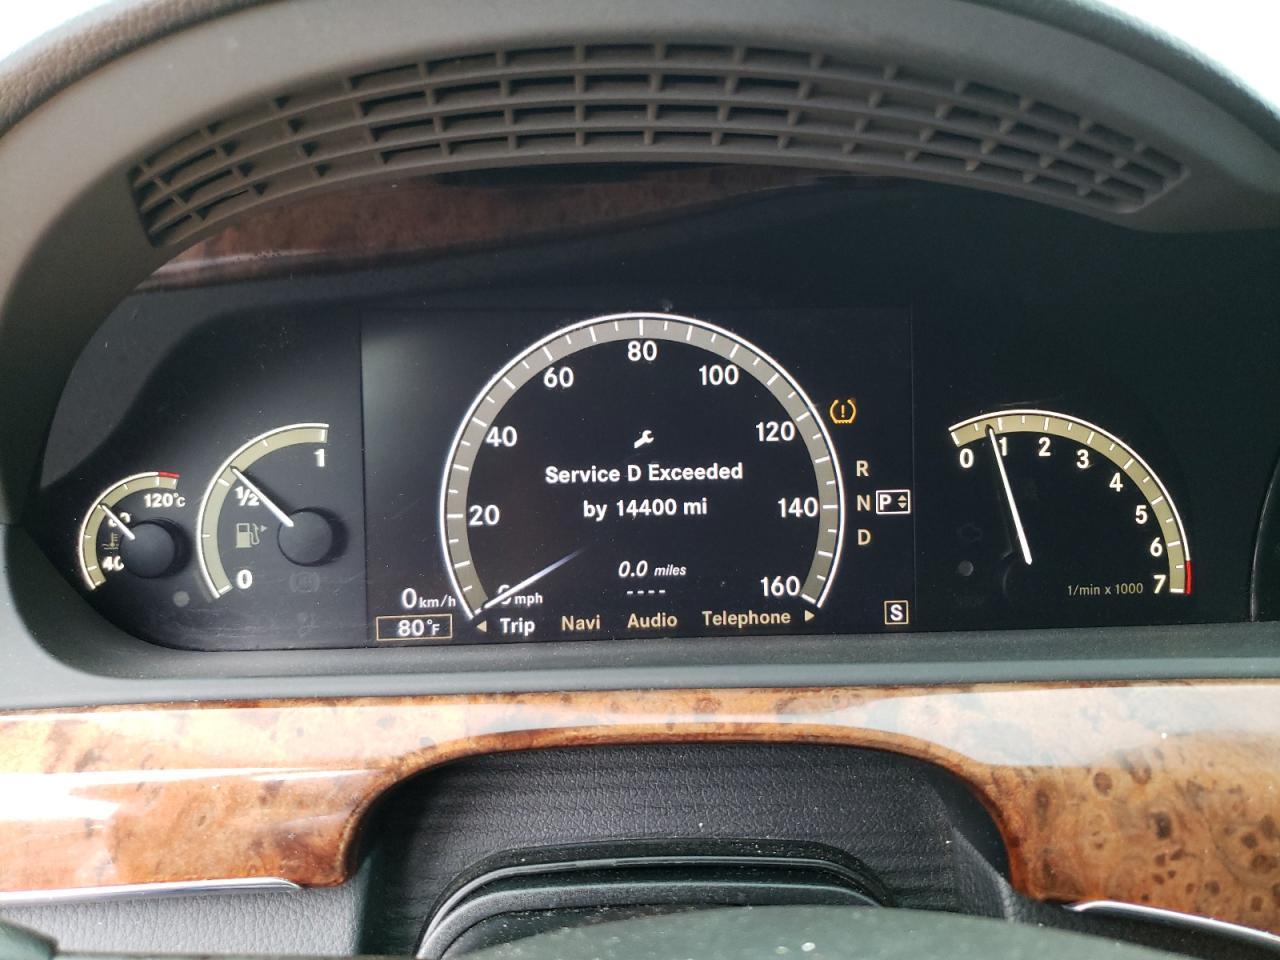 80
60
100
40
120
Service D Exceeded
by 14400 mi
20
140
0.0 miles
----
160
mph
0 km/h
80°F
Trip Navi Audio Telephone
S
R
N P
D
120°C
40
1
1/2
0
0 1 2 3 4 5 6 7
1/min x 1000